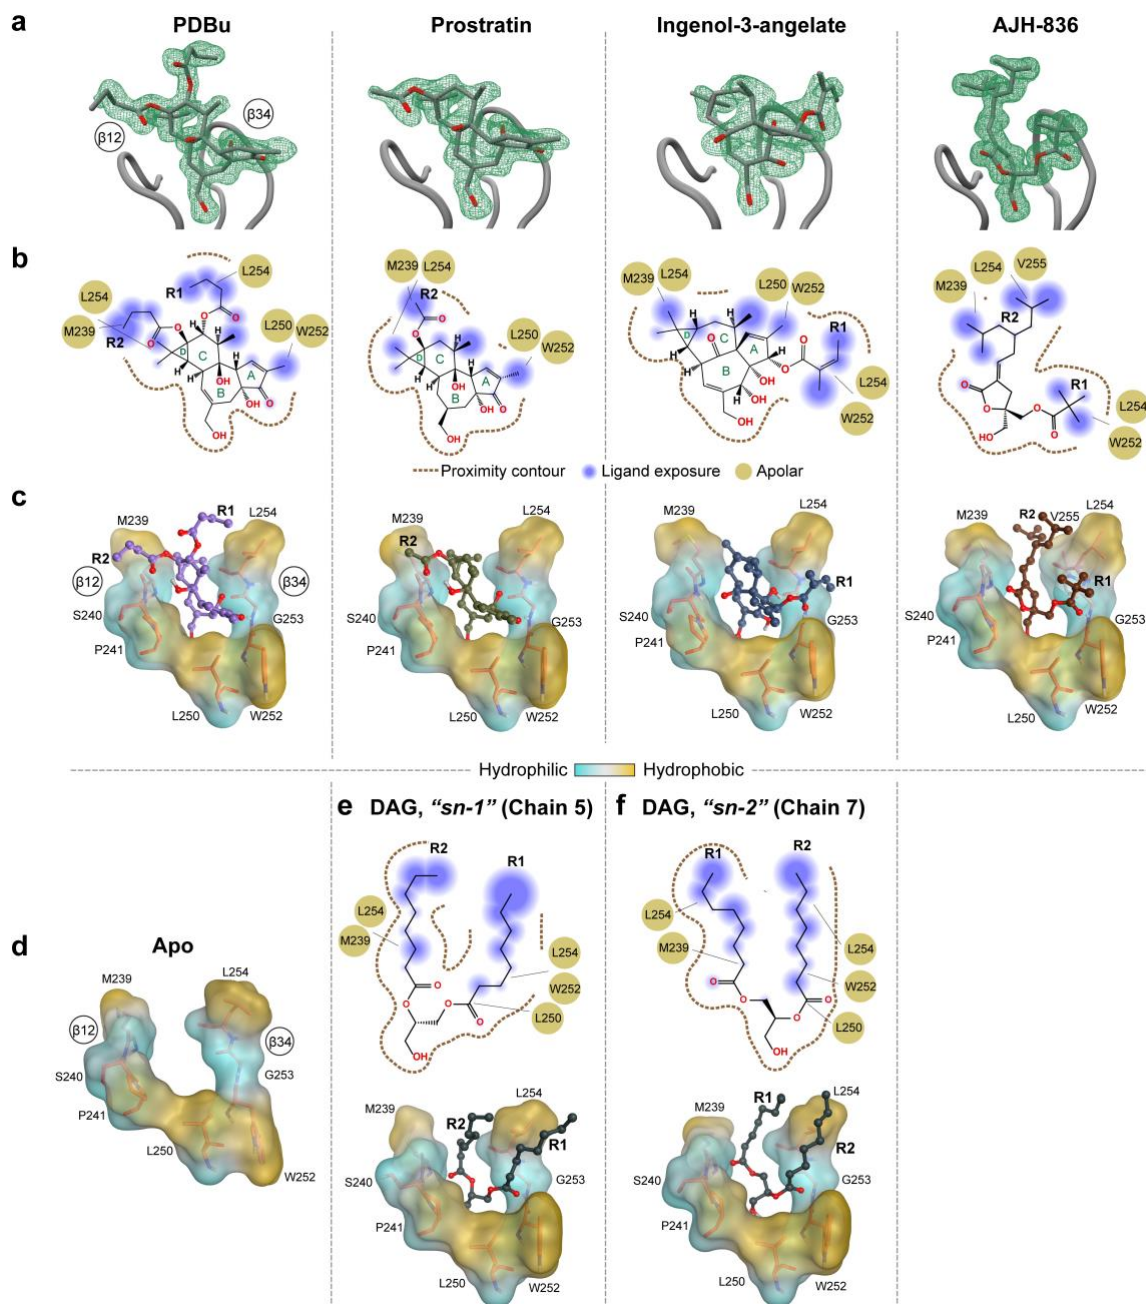 a
PDBu
Prostratin
Ingenol-3-angelate
AJH-836
β12
β34
b
L254
R1
L254
M239
R2
L250
W252
O
O
O
O
H
H
H
D
C
A
B
OH
OH
O
OH
M239
L254
R2
O
O
H
H
D
C
A
B
OH
OH
O
OH
L250
W252
M239
L254
L250
W252
R1
H
H
H
H
D
C
A
B
O
O
O
OH
OH
OH
L254
W252
M239
L254
V255
R2
R1
O
O
O
O
HO
L254
W252
Proximity contour
Ligand exposure
Apolar
c
M239
R1
L254
R2
β12
β34
S240
P241
G253
L250
W252
M239
L254
R2
S240
P241
G253
L250
W252
M239
L254
R1
S240
P241
G253
L250
W252
M239
R2
V255
L254
R1
S240
P241
G253
L250
W252
Hydrophilic
Hydrophobic
d
Apo
M239
L254
β12
β34
S240
G253
P241
L250
W252
e DAG, "sn-1" (Chain 5)
R2
R1
L254
M239
L254
W252
L250
O
O
O
O
OH
M239
L254
R2
R1
S240
G253
P241
L250
W252
f DAG, "sn-2" (Chain 7)
R1
R2
L254
M239
L254
W252
L250
O
O
O
O
HO
M239
R1
L254
R2
S240
G253
P241
L250
W252